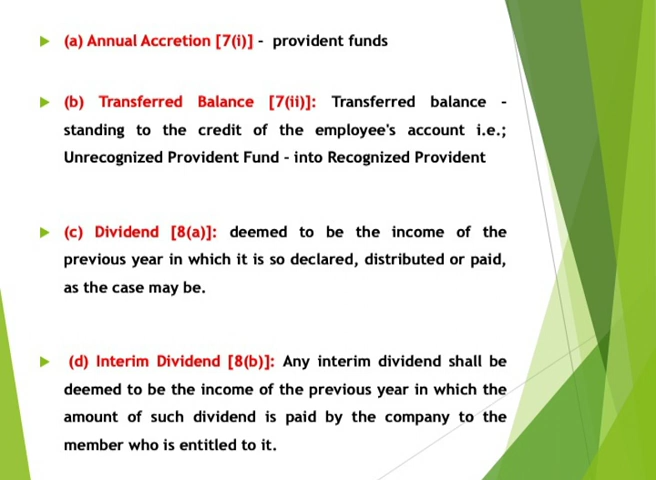 (a) Annual Accretion [7(i)] - provident funds
(b) Transferred Balance [7(ii)]: Transferred balance -
standing to the credit of the employee's account i.e.;
Unrecognized Provident Fund - into Recognized Provident
(c) Dividend [8(a)]: deemed to be the income of the
previous year in which it is so declared, distributed or paid,
as the case may be.
(d) Interim Dividend [8(b)]: Any interim dividend shall be
deemed to be the income of the previous year in which the
amount of such dividend is paid by the company to the
member who is entitled to it.